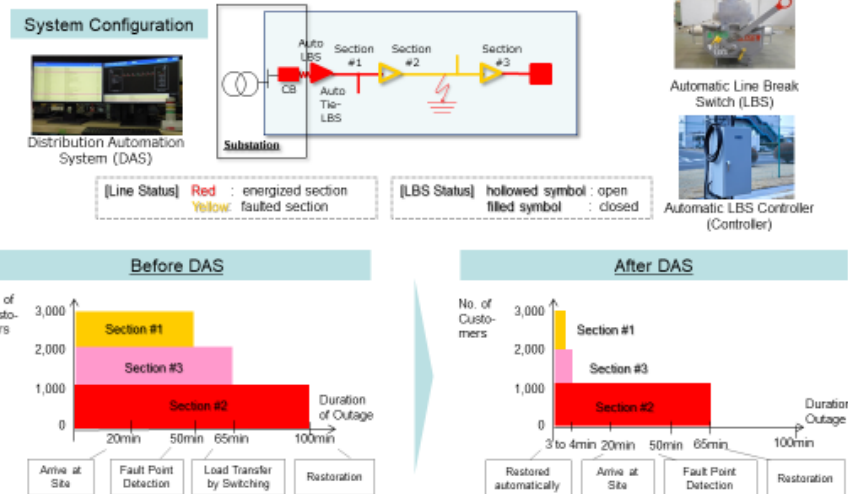 System Configuration
Auto
LBS
Section
#1
Section
#2
Section
#3
CB
Auto
Tie-
LBS
Substation
Distribution Automation
System (DAS)
Automatic Line Break
Switch (LBS)
Automatic LBS Controller
(Controller)
[Line Status] Red : energized section
Yellow: faulted section
[LBS Status] hollowed symbol : open
filled symbol : closed
Before DAS
of
sto-
rs
3,000
2,000
1,000
0
Section #1
Section #3
Section #2
Duration
of Outage
20min 50min 65min 100min
Arrive at
Site
Fault Point
Detection
Load Transfer
by Switching
Restoration
After DAS
No. of
Custo-
mers
3,000
2,000
1,000
0
Section #1
Section #3
Section #2
Duration
Outage
3 to 4min 20min 50min 65min 100min
Restored
automatically
Arrive at
Site
Fault Point
Detection
Restoration